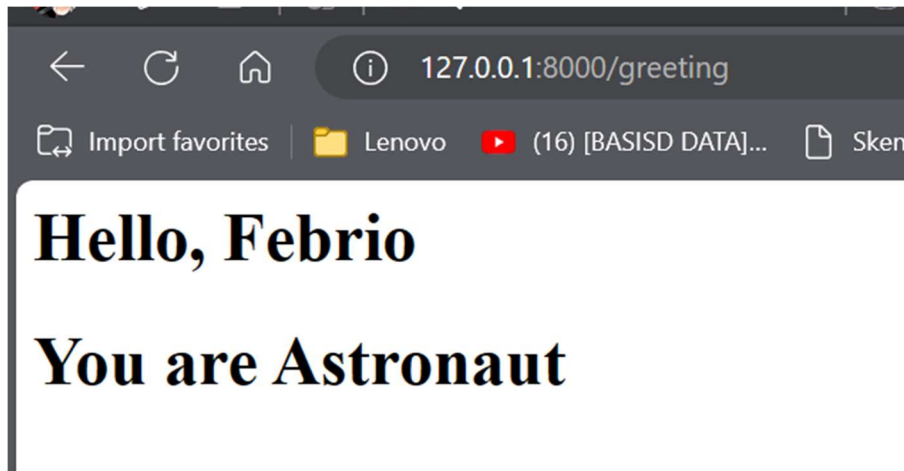 127.0.0.1:8000/greeting
Import favorites Lenovo (16) [BASISD DATA]... Sken
Hello, Febrio
You are Astronaut